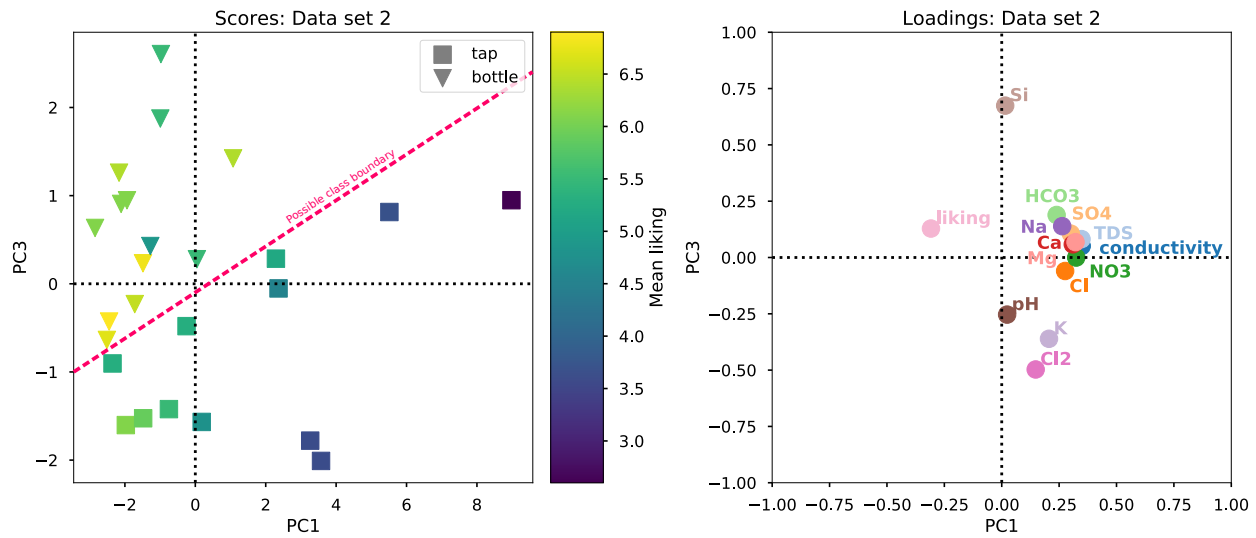 Scores: Data set 2
tap
bottle
Possible class boundary
PC3
2
1
0
−1
−2
−2
0
2
4
6
8
PC1
6.5
6.0
5.5
5.0
4.5
4.0
3.5
3.0
Mean liking
Loadings: Data set 2
1.00
0.75
0.50
0.25
0.00
−0.25
−0.50
−0.75
−1.00
PC3
Si
HCO3
SO4
liking
Na
TDS
Ca
conductivity
Mg
NO3
Cl
pH
K
Cl2
−1.00
−0.75
−0.50
−0.25
0.00
0.25
0.50
0.75
1.00
PC1